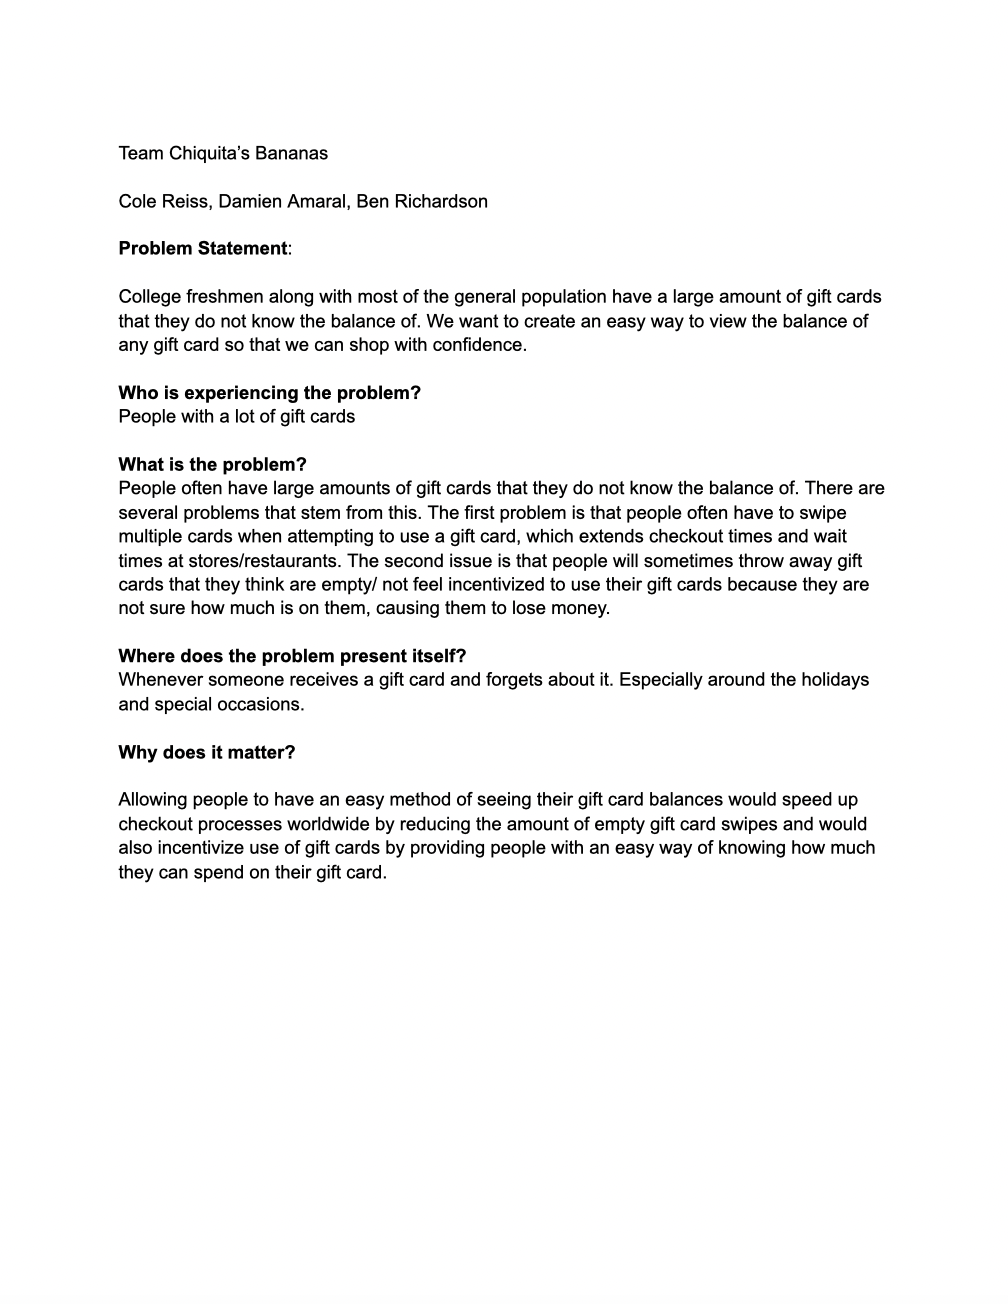 Team Chiquita’s Bananas
Cole Reiss, Damien Amaral, Ben Richardson
Problem Statement:
College freshmen along with most of the general population have a large amount of gift cards
that they do not know the balance of. We want to create an easy way to view the balance of
any gift card so that we can shop with confidence.
Who is experiencing the problem?
People with a lot of gift cards
What is the problem?
People often have large amounts of gift cards that they do not know the balance of. There are
several problems that stem from this. The first problem is that people often have to swipe
multiple cards when attempting to use a gift card, which extends checkout times and wait
times at stores/restaurants. The second issue is that people will sometimes throw away gift
cards that they think are empty/ not feel incentivized to use their gift cards because they are
not sure how much is on them, causing them to lose money.
Where does the problem present itself?
Whenever someone receives a gift card and forgets about it. Especially around the holidays
and special occasions.
Why does it matter?
Allowing people to have an easy method of seeing their gift card balances would speed up
checkout processes worldwide by reducing the amount of empty gift card swipes and would
also incentivize use of gift cards by providing people with an easy way of knowing how much
they can spend on their gift card.